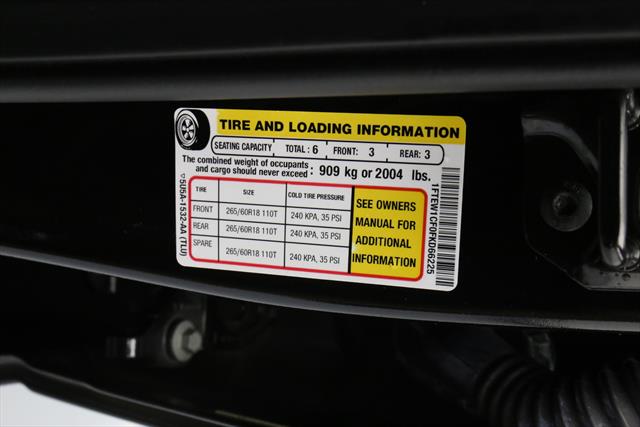 TIRE AND LOADING INFORMATION
SEATING CAPACITY TOTAL : 6 FRONT: 3 REAR: 3
The combined weight of occupants and cargo should never exceed : 909 kg or 2004 lbs.
TIRE SIZE COLD TIRE PRESSURE
FRONT 265/60R18 110T 240 KPA, 35 PSI
REAR 265/60R18 110T 240 KPA, 35 PSI
SPARE 265/60R18 110T 240 KPA, 35 PSI
SEE OWNERS
MANUAL FOR
ADDITIONAL
INFORMATION
5U5A-1532-AA (TLU)
1FTEW1CP0FKD66225